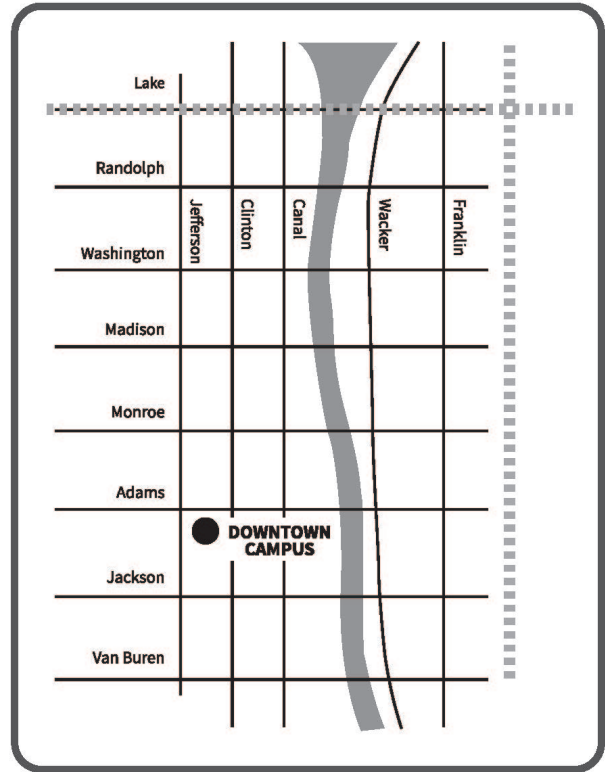 Lake
Randolph
Jefferson
Clinton
Canal
Wacker
Franklin
Washington
Madison
Monroe
Adams
DOWNTOWN
CAMPUS
Jackson
Van Buren